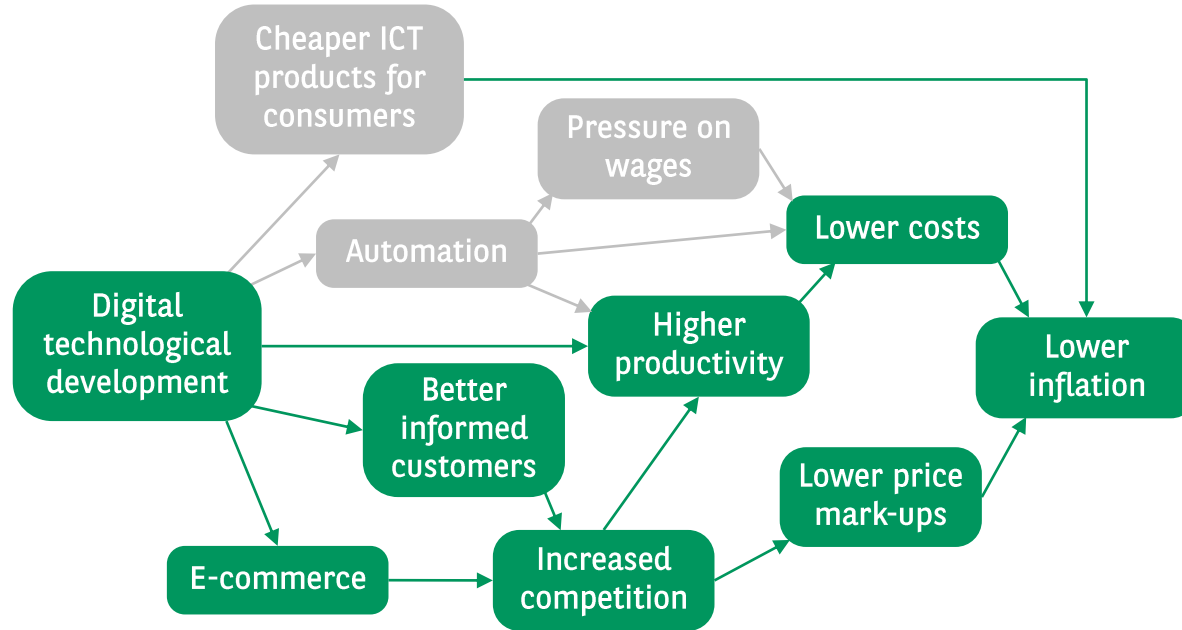 Cheaper ICT
products for
consumers
Pressure on
wages
Lower costs
Automation
Digital
technological
development
Higher
productivity
Lower
inflation
Better
informed
customers
Lower price
mark-ups
E-commerce
Increased
competition